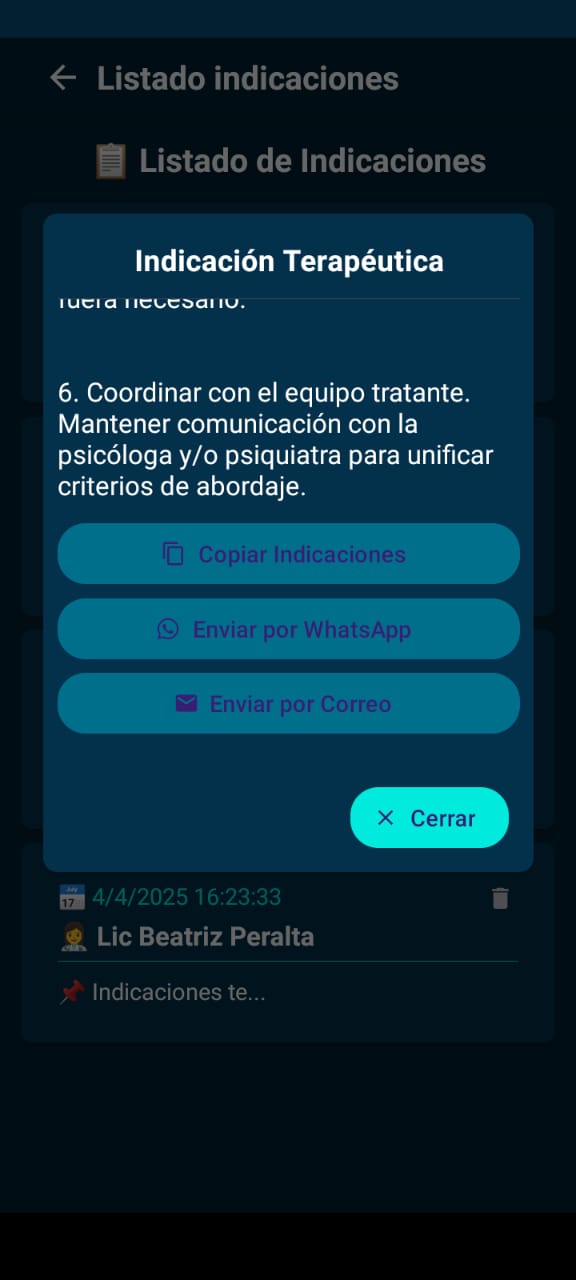 Listado indicaciones
Listado de Indicaciones
Indicación Terapéutica
fuera necesario.
6. Coordinar con el equipo tratante.
Mantener comunicación con la
psicóloga y/o psiquiatra para unificar
criterios de abordaje.
Copiar Indicaciones
Enviar por WhatsApp
Enviar por Correo
Cerrar
4/4/2025 16:23:33
Lic Beatriz Peralta
Indicaciones te...